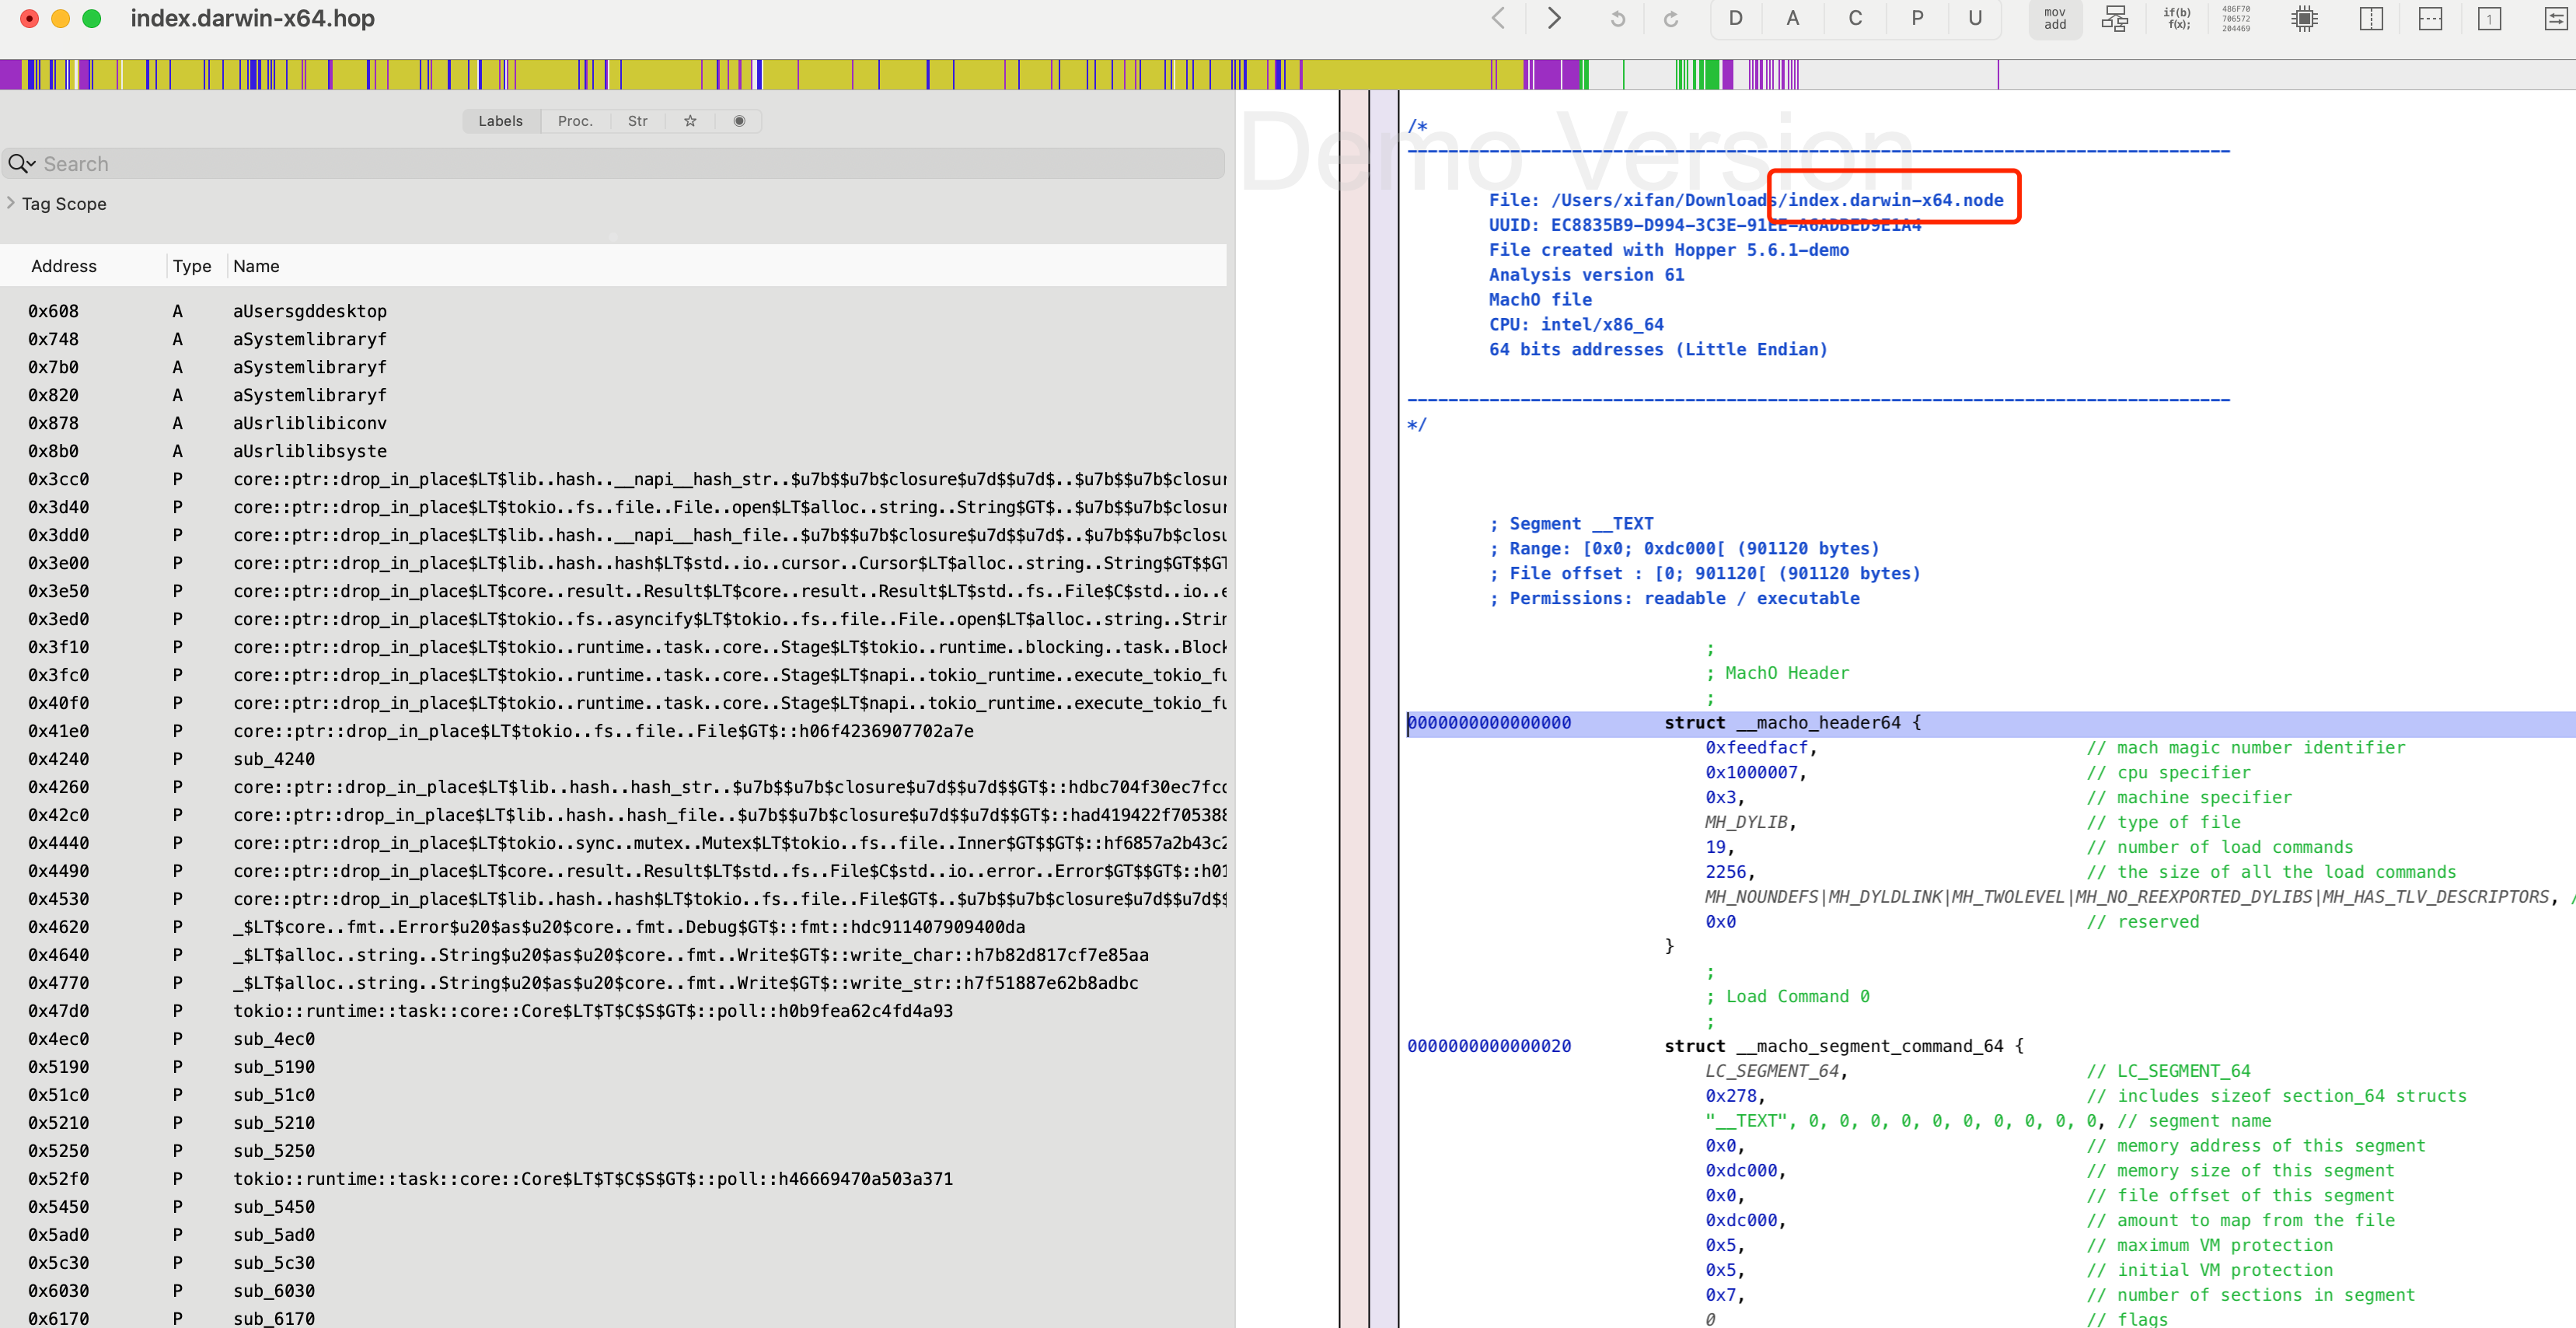 index.darwin-x64.hop
D A C P U
mov
add
if(b)
f(x);
486F70
706572
204469
1
Labels Proc. Str
Search
Tag Scope
Address Type Name
0x608 A aUsersgddesktop
0x748 A aSystemlibraryf
0x7b0 A aSystemlibraryf
0x820 A aSystemlibraryf
0x878 A aUsrliblibiconv
0x8b0 A aUsrliblibsyste
0x3cc0 P core::ptr::drop_in_place$LT$lib..hash..__napi__hash_str..$u7b$$u7b$closure$u7d$$u7d$..$u7b$$u7b$closur
0x3d40 P core::ptr::drop_in_place$LT$tokio..fs..file..File..open$LT$alloc..string..String$GT$..$u7b$$u7b$closur
0x3dd0 P core::ptr::drop_in_place$LT$lib..hash..__napi__hash_file..$u7b$$u7b$closure$u7d$$u7d$..$u7b$$u7b$closu
0x3e00 P core::ptr::drop_in_place$LT$lib..hash..hash$LT$std..io..cursor..Cursor$LT$alloc..string..String$GT$$GT
0x3e50 P core::ptr::drop_in_place$LT$core..result..Result$LT$core..result..Result$LT$std..fs..File$C$std..io..e
0x3ed0 P core::ptr::drop_in_place$LT$tokio..fs..asyncify$LT$tokio..fs..file..File..open$LT$alloc..string..Strin
0x3f10 P core::ptr::drop_in_place$LT$tokio..runtime..task..core..Stage$LT$tokio..runtime..blocking..task..Block
0x3fc0 P core::ptr::drop_in_place$LT$tokio..runtime..task..core..Stage$LT$napi..tokio_runtime..execute_tokio_fu
0x40f0 P core::ptr::drop_in_place$LT$tokio..runtime..task..core..Stage$LT$napi..tokio_runtime..execute_tokio_fu
0x41e0 P core::ptr::drop_in_place$LT$tokio..fs..file..File$GT$::h06f4236907702a7e
0x4240 P sub_4240
0x4260 P core::ptr::drop_in_place$LT$lib..hash..hash_str..$u7b$$u7b$closure$u7d$$u7d$$GT$::hdbc704f30ec7fcc
0x42c0 P core::ptr::drop_in_place$LT$lib..hash..hash_file..$u7b$$u7b$closure$u7d$$u7d$$GT$::had419422f705388
0x4440 P core::ptr::drop_in_place$LT$tokio..sync..mutex..Mutex$LT$tokio..fs..file..Inner$GT$$GT$::hf6857a2b43c2
0x4490 P core::ptr::drop_in_place$LT$core..result..Result$LT$std..fs..File$C$std..io..error..Error$GT$$GT$::h01
0x4530 P core::ptr::drop_in_place$LT$lib..hash..hash$LT$tokio..fs..file..File$GT$..$u7b$$u7b$closure$u7d$$u7d$$
0x4620 P _$LT$core..fmt..Error$u20$as$u20$core..fmt..Debug$GT$::fmt::hdc911407909400da
0x4640 P _$LT$alloc..string..String$u20$as$u20$core..fmt..Write$GT$::write_char::h7b82d817cf7e85aa
0x4770 P _$LT$alloc..string..String$u20$as$u20$core..fmt..Write$GT$::write_str::h7f51887e62b8adbc
0x47d0 P tokio::runtime::task::core::Core$LT$T$C$S$GT$::poll::h0b9fea62c4fd4a93
0x4ec0 P sub_4ec0
0x5190 P sub_5190
0x51c0 P sub_51c0
0x5210 P sub_5210
0x5250 P sub_5250
0x52f0 P tokio::runtime::task::core::Core$LT$T$C$S$GT$::poll::h46669470a503a371
0x5450 P sub_5450
0x5ad0 P sub_5ad0
0x5c30 P sub_5c30
0x6030 P sub_6030
0x6170 P sub_6170
Demo Version
/*
--------------------------------------------------------------------------------
File: /Users/xifan/Downloads/index.darwin-x64.node
UUID: EC8835B9-D994-3C3E-91EE-A6ADBED9E1A4
File created with Hopper 5.6.1-demo
Analysis version 61
MachO file
CPU: intel/x86_64
64 bits addresses (Little Endian)
--------------------------------------------------------------------------------
*/
; Segment __TEXT
; Range: [0x0; 0xdc000[ (901120 bytes)
; File offset : [0; 901120[ (901120 bytes)
; Permissions: readable / executable
;
; MachO Header
;
0000000000000000 struct __macho_header64 {
0xfeedfacf, // mach magic number identifier
0x1000007, // cpu specifier
0x3, // machine specifier
MH_DYLIB, // type of file
19, // number of load commands
2256, // the size of all the load commands
MH_NOUNDEFS|MH_DYLDLINK|MH_TWOLEVEL|MH_NO_REEXPORTED_DYLIBS|MH_HAS_TLV_DESCRIPTORS, /
0x0 // reserved
}
;
; Load Command 0
;
0000000000000020 struct __macho_segment_command_64 {
LC_SEGMENT_64, // LC_SEGMENT_64
0x278, // includes sizeof section_64 structs
"__TEXT", 0, 0, 0, 0, 0, 0, 0, 0, 0, 0, // segment name
0x0, // memory address of this segment
0xdc000, // memory size of this segment
0x0, // file offset of this segment
0xdc000, // amount to map from the file
0x5, // maximum VM protection
0x5, // initial VM protection
0x7, // number of sections in segment
0 // flags